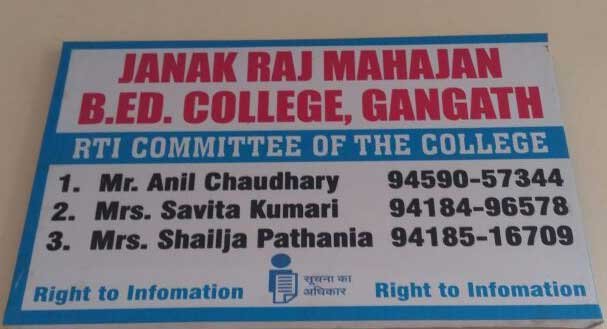 JANAK RAJ MAHAJAN
B.ED. COLLEGE, GANGATH
RTI COMMITTEE OF THE COLLEGE
1. Mr. Anil Chaudhary 94590-57344
2. Mrs. Savita Kumari 94184-96578
3. Mrs. Shailja Pathania 94185-16709
सूचना का
अधिकार
Right to Infomation Right to Infomation